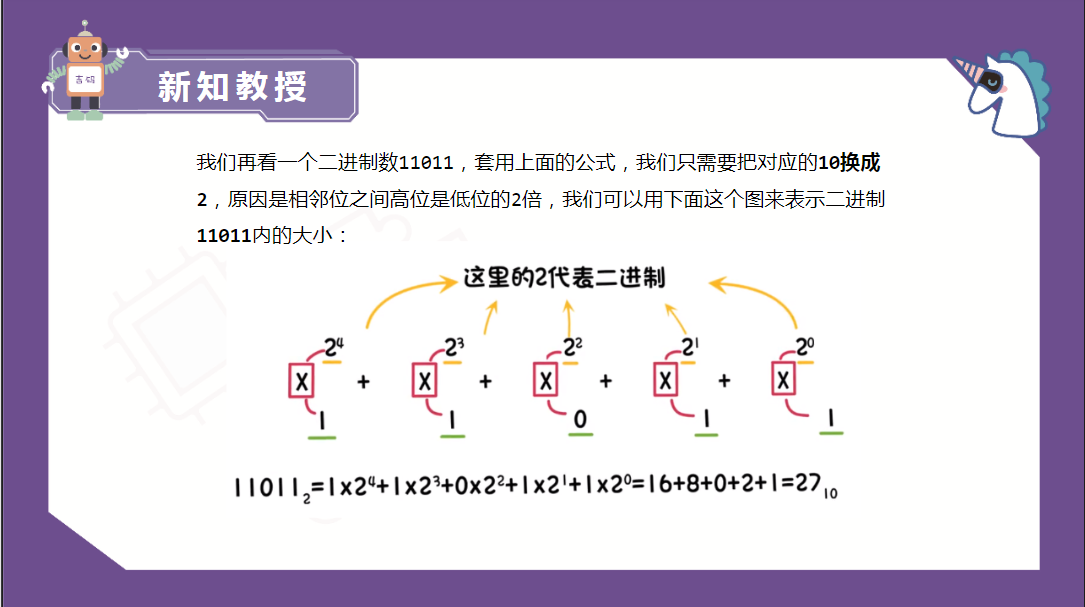 吉码
新知教授
我们再看一个二进制数11011，套用上面的公式，我们只需要把对应的10换成
2，原因是相邻位之间高位是低位的2倍，我们可以用下面这个图来表示二进制
11011内的大小：
这里的2代表二进制
2⁴ 2³ 2² 2¹ 2⁰
X + X + X + X + X
1 1 0 1 1
11011₂=1x2⁴+1x2³+0x2²+1x2¹+1x2⁰=16+8+0+2+1=27₁₀